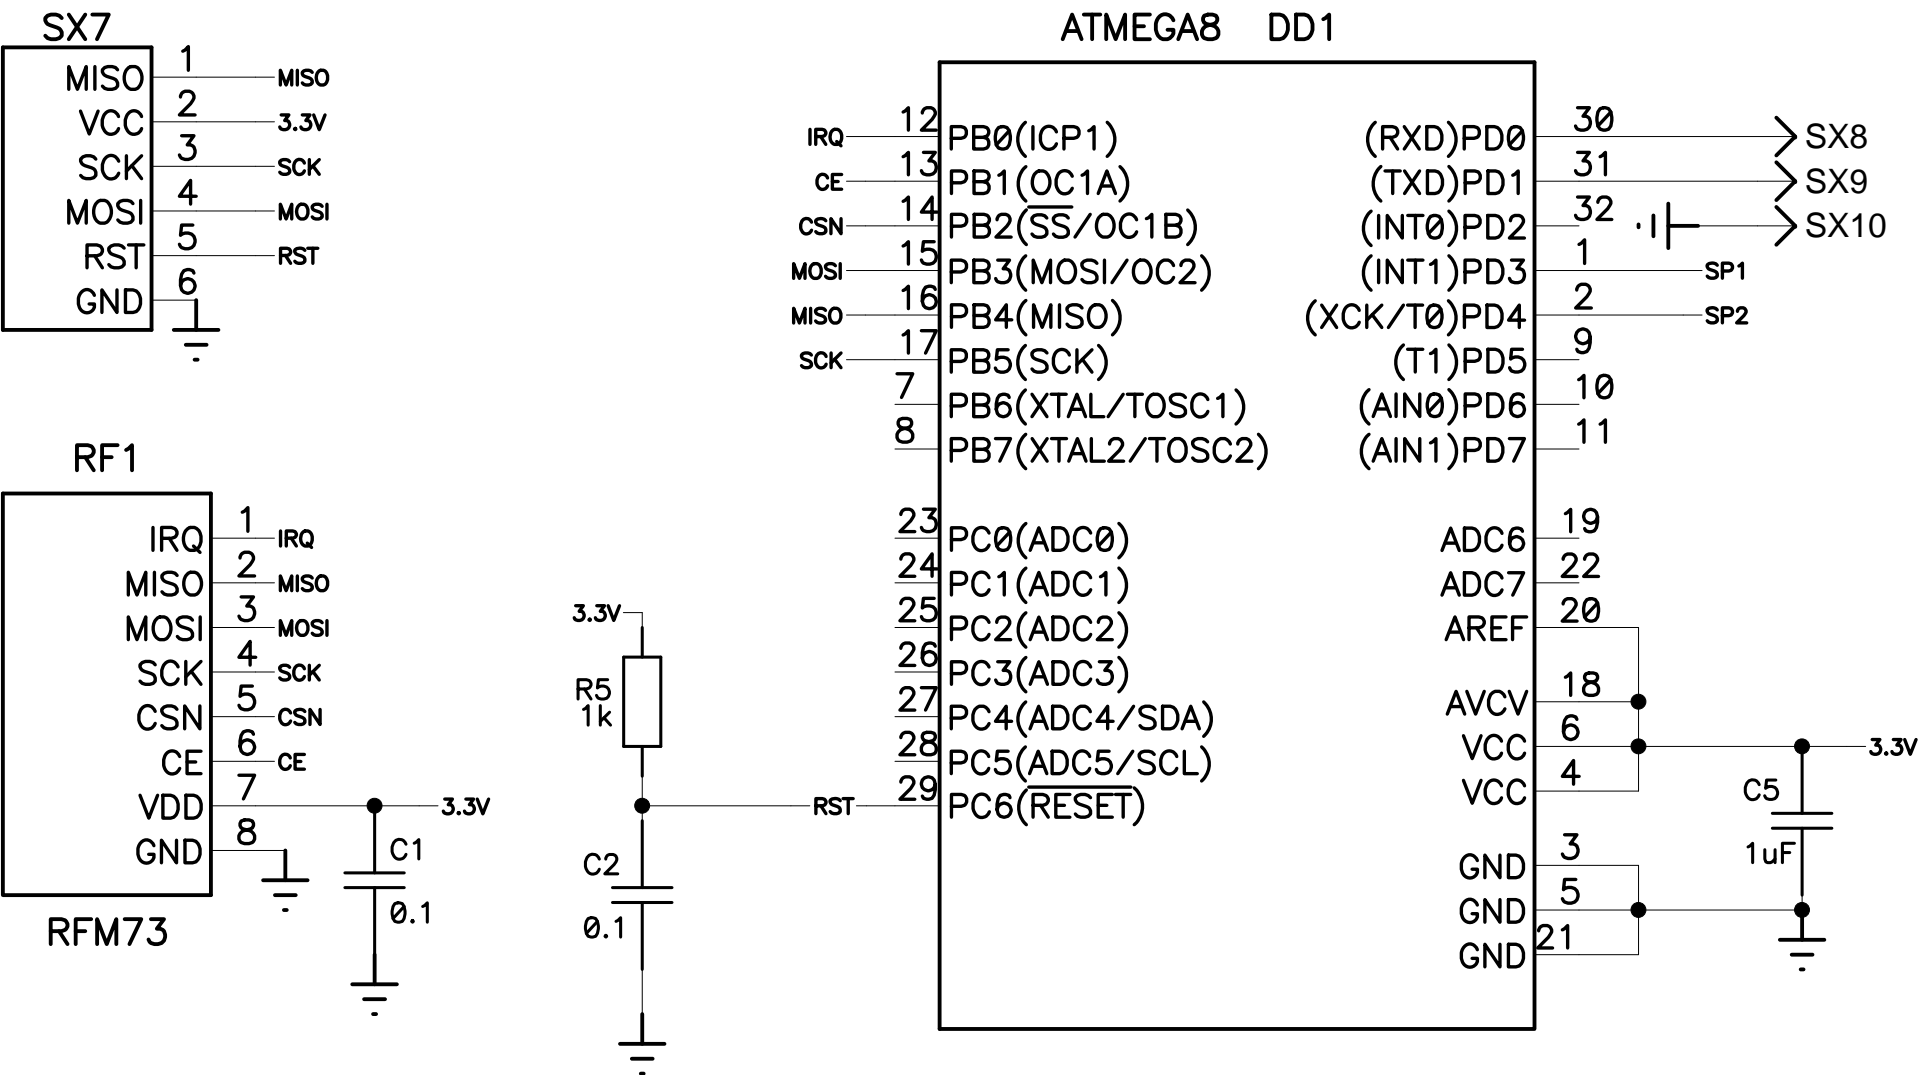 SX7
MISO 1 MISO
VCC 2 3.3V
SCK 3 SCK
MOSI 4 MOSI
RST 5 RST
GND 6
RF1
IRQ 1 IRQ
MISO 2 MISO
MOSI 3 MOSI
SCK 4 SCK
CSN 5 CSN
CE 6 CE
VDD 7 3.3V
GND 8
C1
0.1
RFM73
3.3V
R5
1k
C2
0.1
RST
ATMEGA8 DD1
IRQ 12 PB0(ICP1)
CE 13 PB1(OC1A)
CSN 14 PB2(SS/OC1B)
MOSI 15 PB3(MOSI/OC2)
MISO 16 PB4(MISO)
SCK 17 PB5(SCK)
7 PB6(XTAL/TOSC1)
8 PB7(XTAL2/TOSC2)
23 PC0(ADC0)
24 PC1(ADC1)
25 PC2(ADC2)
26 PC3(ADC3)
27 PC4(ADC4/SDA)
28 PC5(ADC5/SCL)
29 PC6(RESET)
(RXD)PD0 30 SX8
(TXD)PD1 31 SX9
(INT0)PD2 32 SX10
(INT1)PD3 1 SP1
(XCK/T0)PD4 2 SP2
(T1)PD5 9
(AIN0)PD6 10
(AIN1)PD7 11
ADC6 19
ADC7 22
AREF 20
AVCV 18
VCC 6 3.3V
VCC 4
C5
1uF
GND 3
GND 5
GND 21